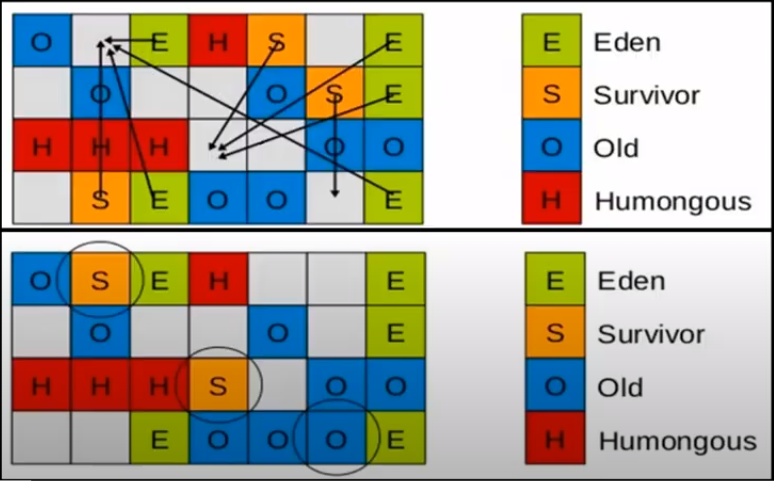 O E H S E E Eden
O O S E S Survivor
H H H O O O Old
S E O O E H Humongous
O S E H E E Eden
O O E S Survivor
H H H S O O O Old
E O O O E H Humongous